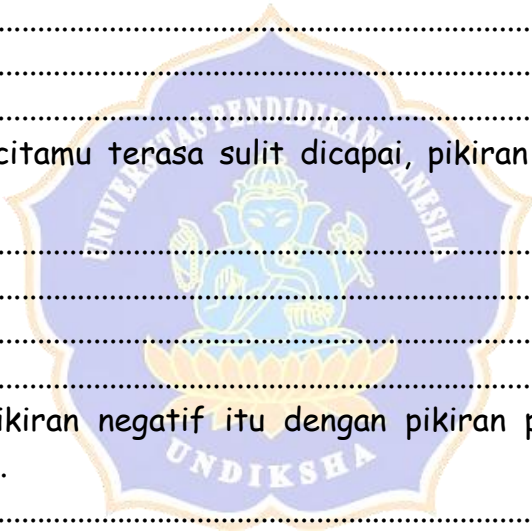 ....................................................................................
....................................................................................
....................................................................................
UNIVERSITAS PENDIDIKAN GANESHA
citamu terasa sulit dicapai, pikiran
....................................................................................
....................................................................................
....................................................................................
....................................................................................
ikiran negatif itu dengan pikiran p
.
UNDIKSHA
....................................................................................